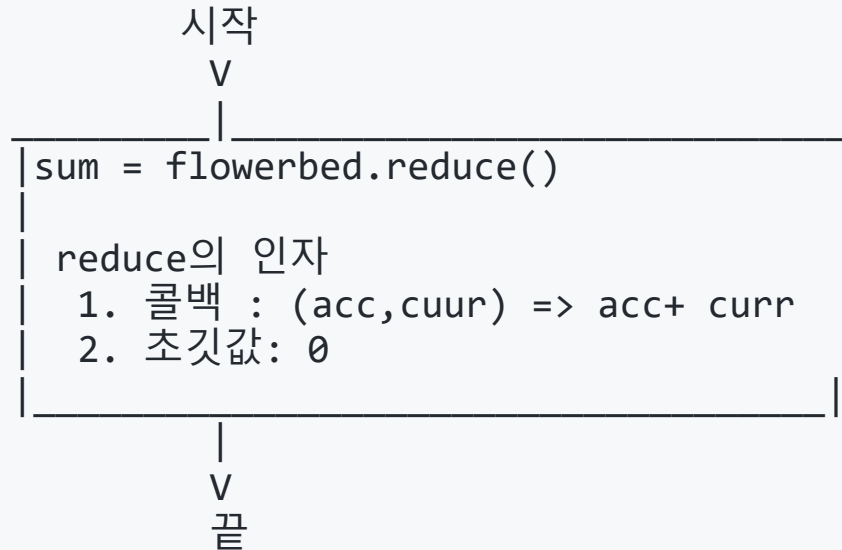 시작
V
sum = flowerbed.reduce()
reduce의 인자
1. 콜백 : (acc,cuur) => acc+ curr
2. 초깃값: 0
V
끝